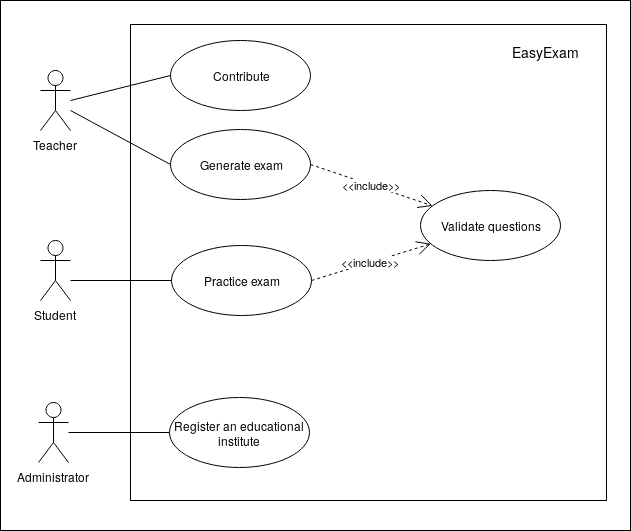 EasyExam
Contribute
Teacher
Generate exam
<<include>>
Validate questions
<<include>>
Practice exam
Student
Register an educational
institute
Administrator